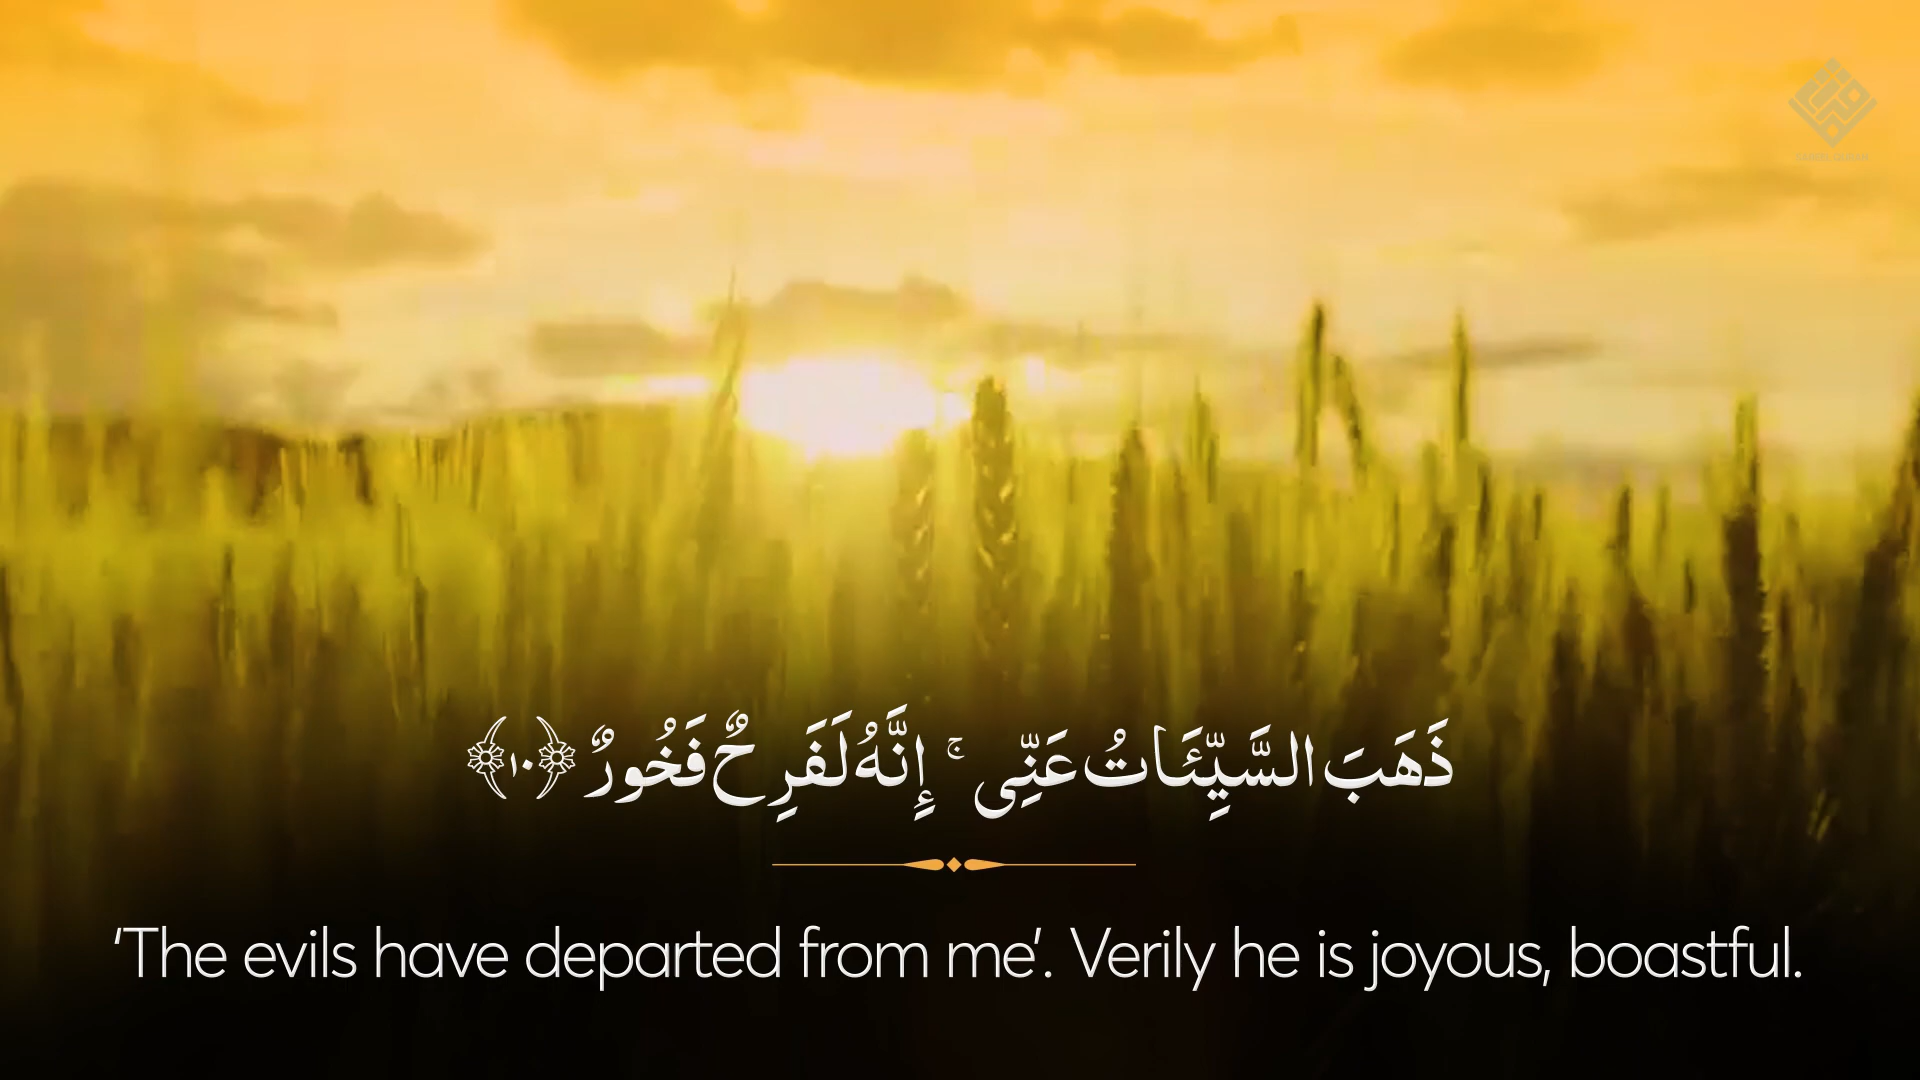 ذَهَبَ السَّيِّـَٔاتُ عَنِّى ۚ إِنَّهُ لَفَرِحٌ فَخُورٌ ﴿١٠﴾
‘The evils have departed from me’. Verily he is joyous, boastful.